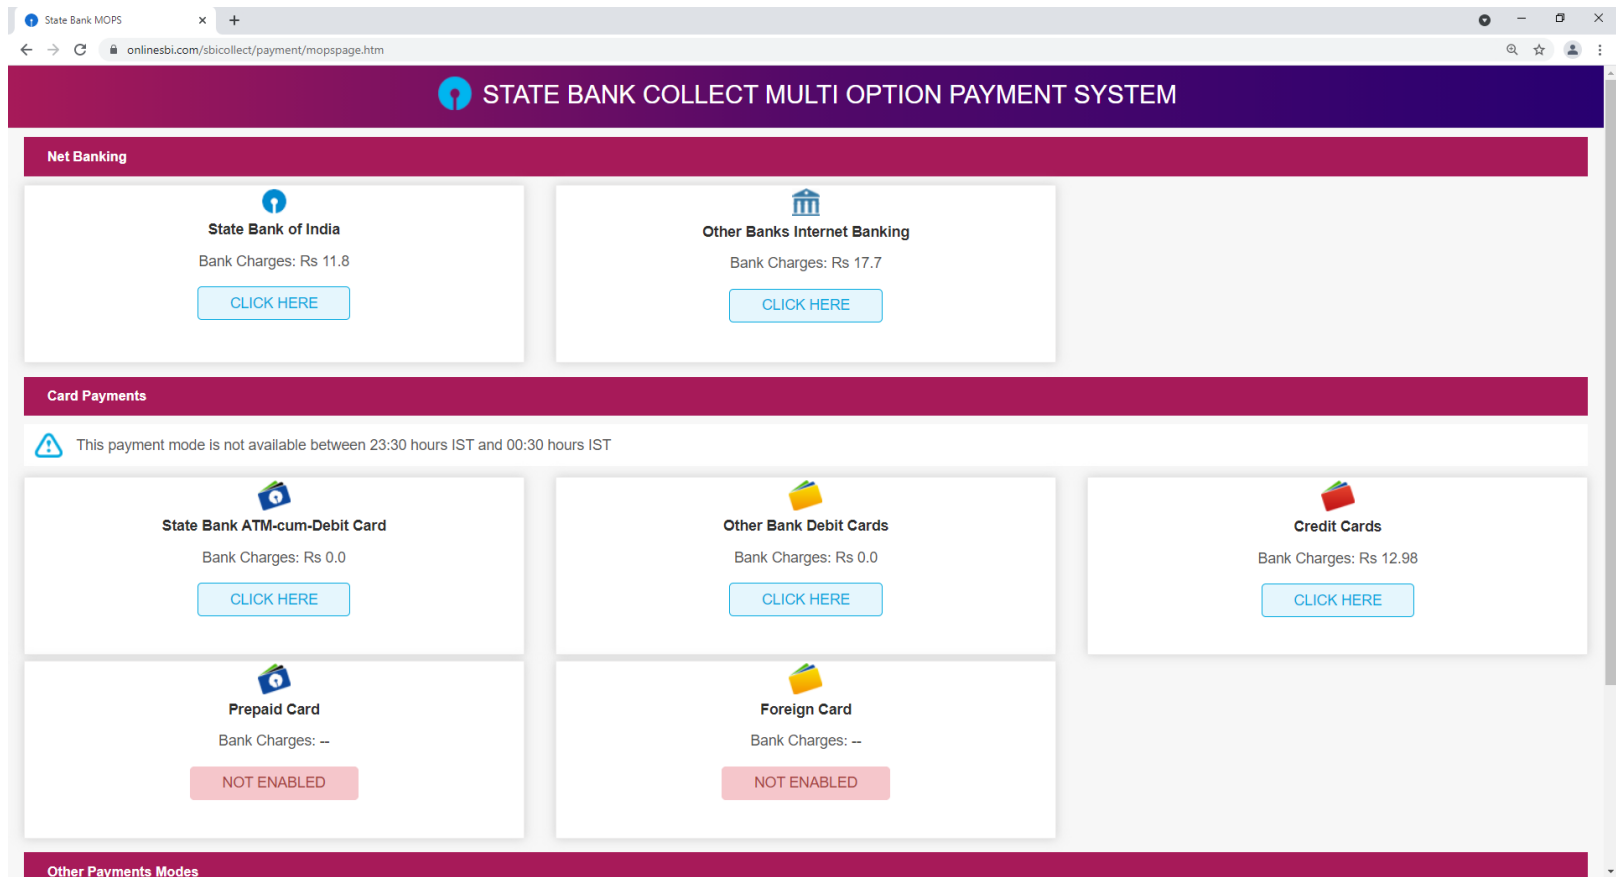 State Bank MOPS
onlinesbi.com/sbicollect/payment/mopspage.htm
STATE BANK COLLECT MULTI OPTION PAYMENT SYSTEM
Net Banking
State Bank of India
Bank Charges: Rs 11.8
CLICK HERE
Other Banks Internet Banking
Bank Charges: Rs 17.7
CLICK HERE
Card Payments
This payment mode is not available between 23:30 hours IST and 00:30 hours IST
State Bank ATM-cum-Debit Card
Bank Charges: Rs 0.0
CLICK HERE
Other Bank Debit Cards
Bank Charges: Rs 0.0
CLICK HERE
Credit Cards
Bank Charges: Rs 12.98
CLICK HERE
Prepaid Card
Bank Charges: --
NOT ENABLED
Foreign Card
Bank Charges: --
NOT ENABLED
Other Payments Modes